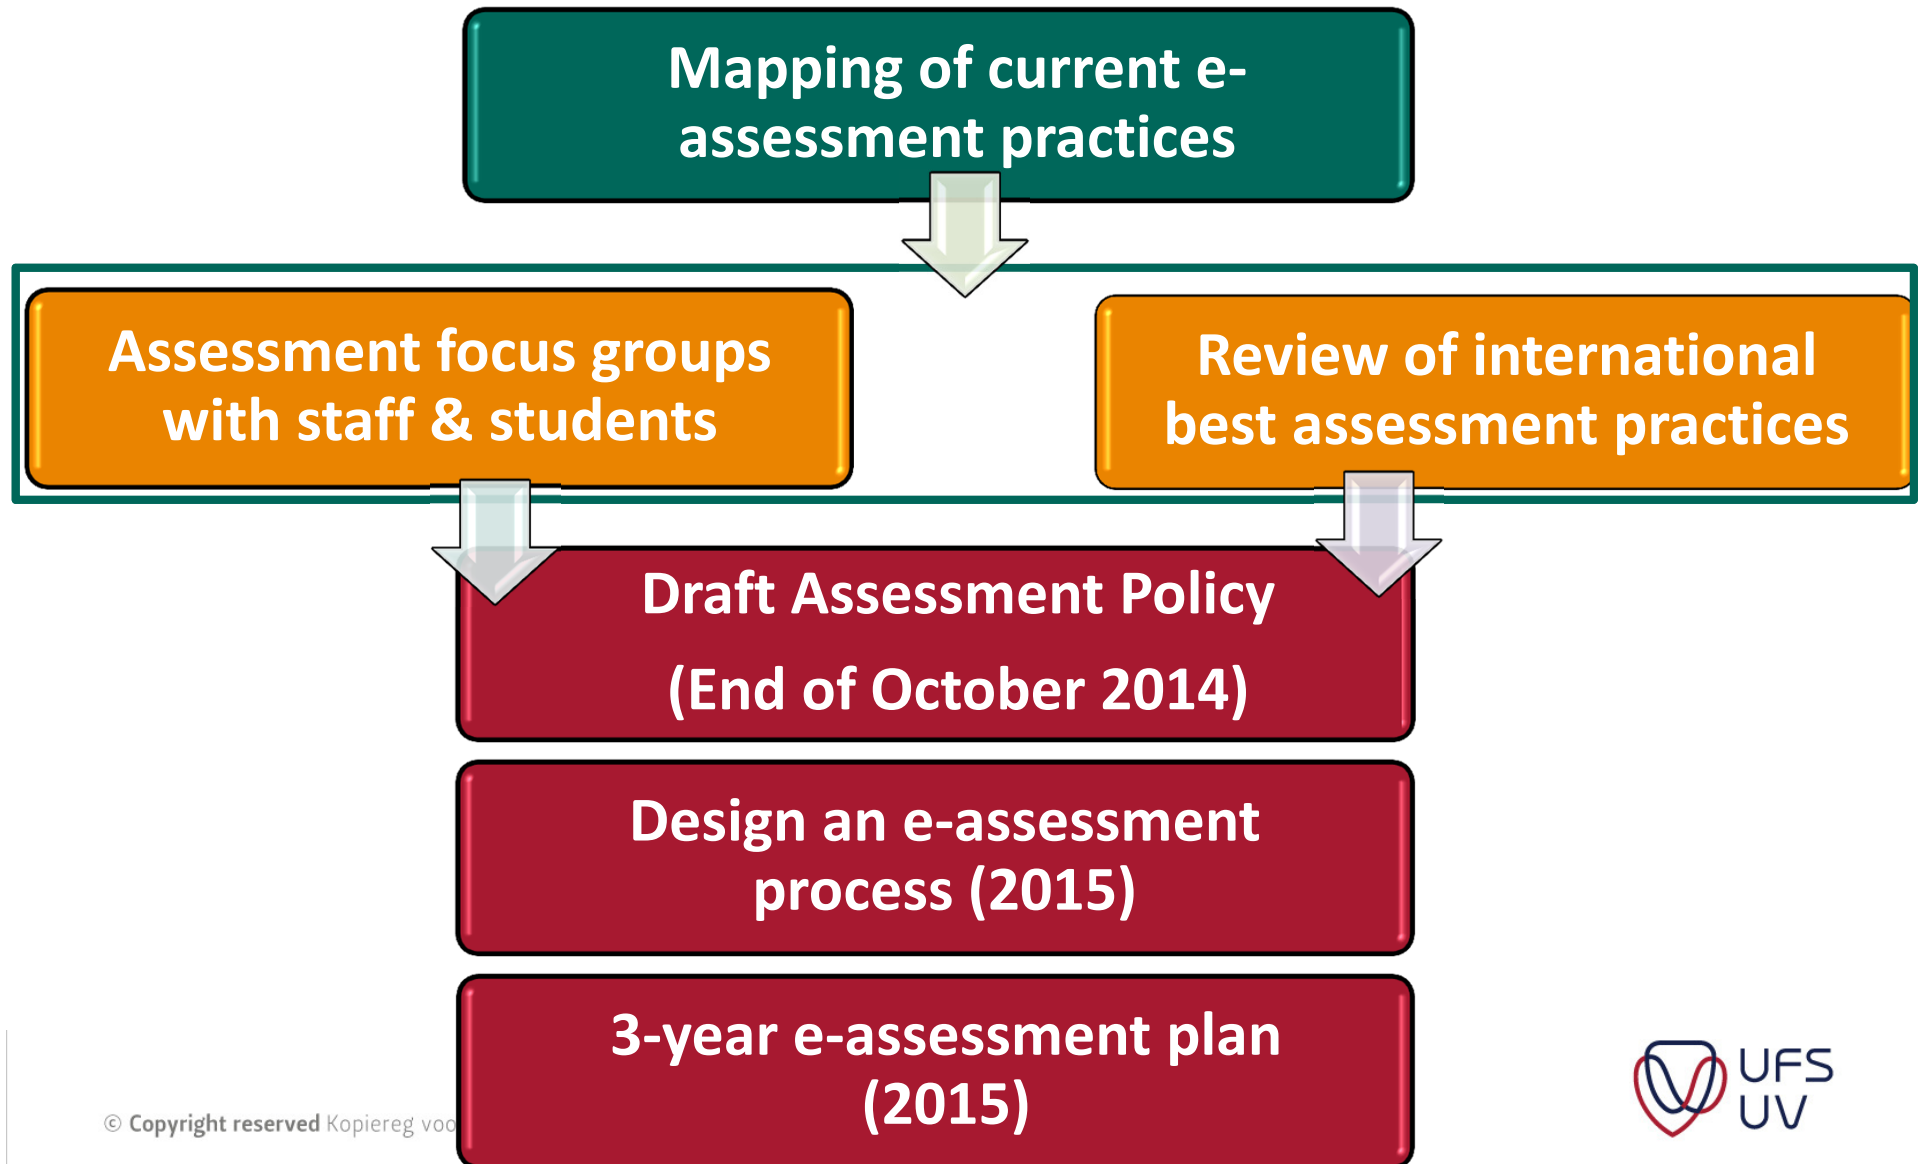 Mapping of current e-
assessment practices
Assessment focus groups
with staff & students
Review of international
best assessment practices
Draft Assessment Policy
(End of October 2014)
Design an e-assessment
process (2015)
3-year e-assessment plan
(2015)
© Copyright reserved Kopiereg
UFS
UV